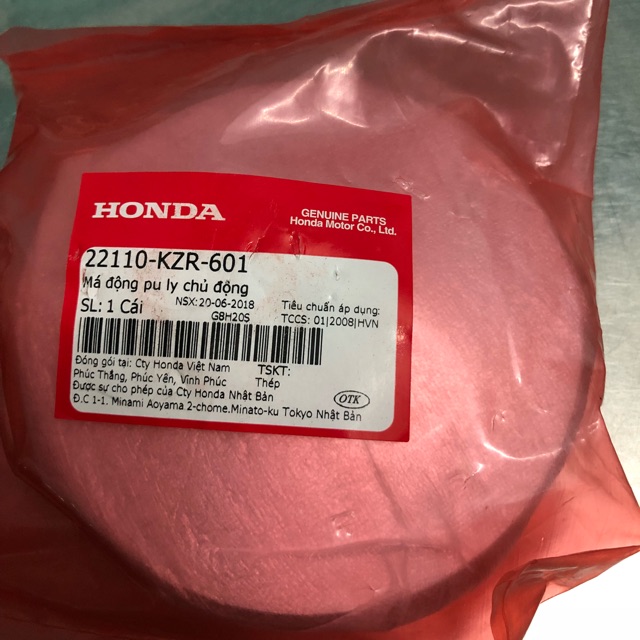 HONDA
GENUINE PARTS
Honda Motor Co., Ltd.
22110-KZR-601
Má động pu ly chủ động
SL: 1 Cái
NSX: 20-06-2018
G8H20S
Tiêu chuẩn áp dụng:
TCCS: 01|2008|HVN
Đóng gói tại: Cty Honda Việt Nam
Phúc Thắng, Phúc Yên, Vĩnh Phúc
TSKT:
Thép
Được sự cho phép của Cty Honda Nhật Bản
Đ.C 1-1. Minami Aoyama 2-chome.Minato-ku Tokyo Nhật Bản
OTK